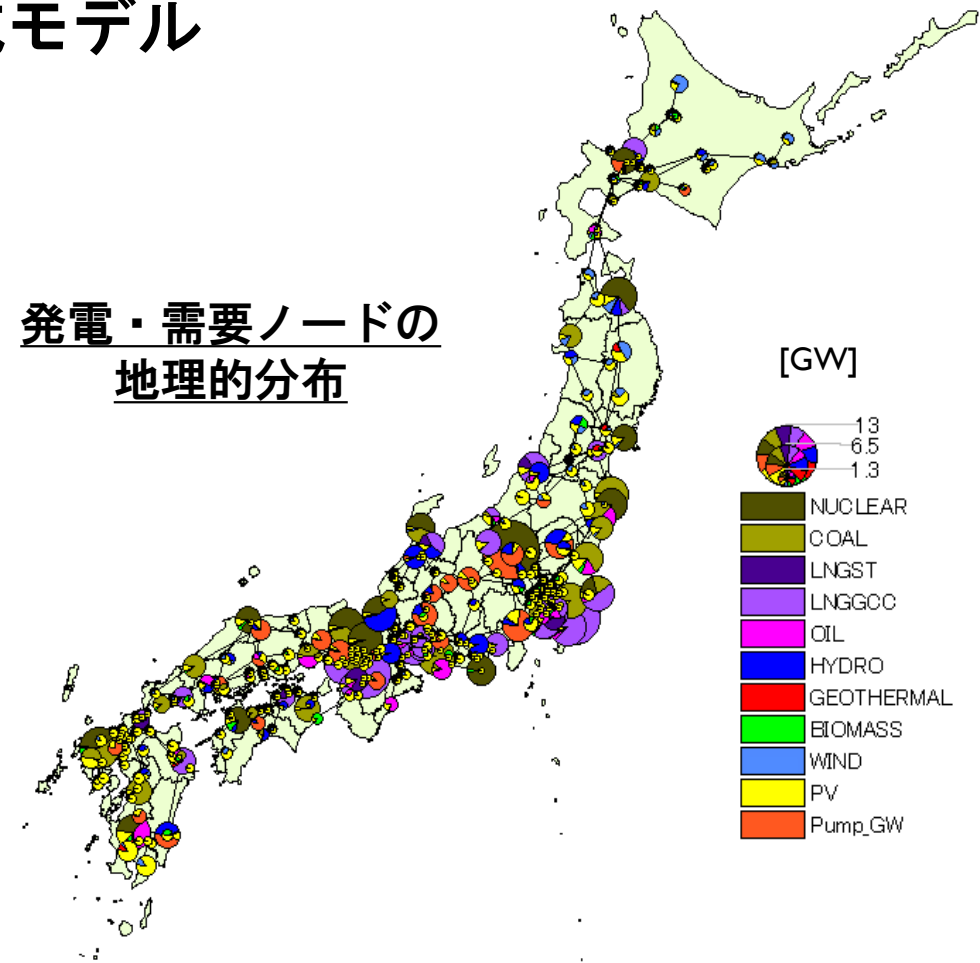 モデル
発電・需要ノードの
地理的分布
[GW]
13
6.5
1.3
NUCLEAR
COAL
LNGST
LNGGCC
OIL
HYDRO
GEOTHERMAL
BIOMASS
WIND
PV
Pump_GW